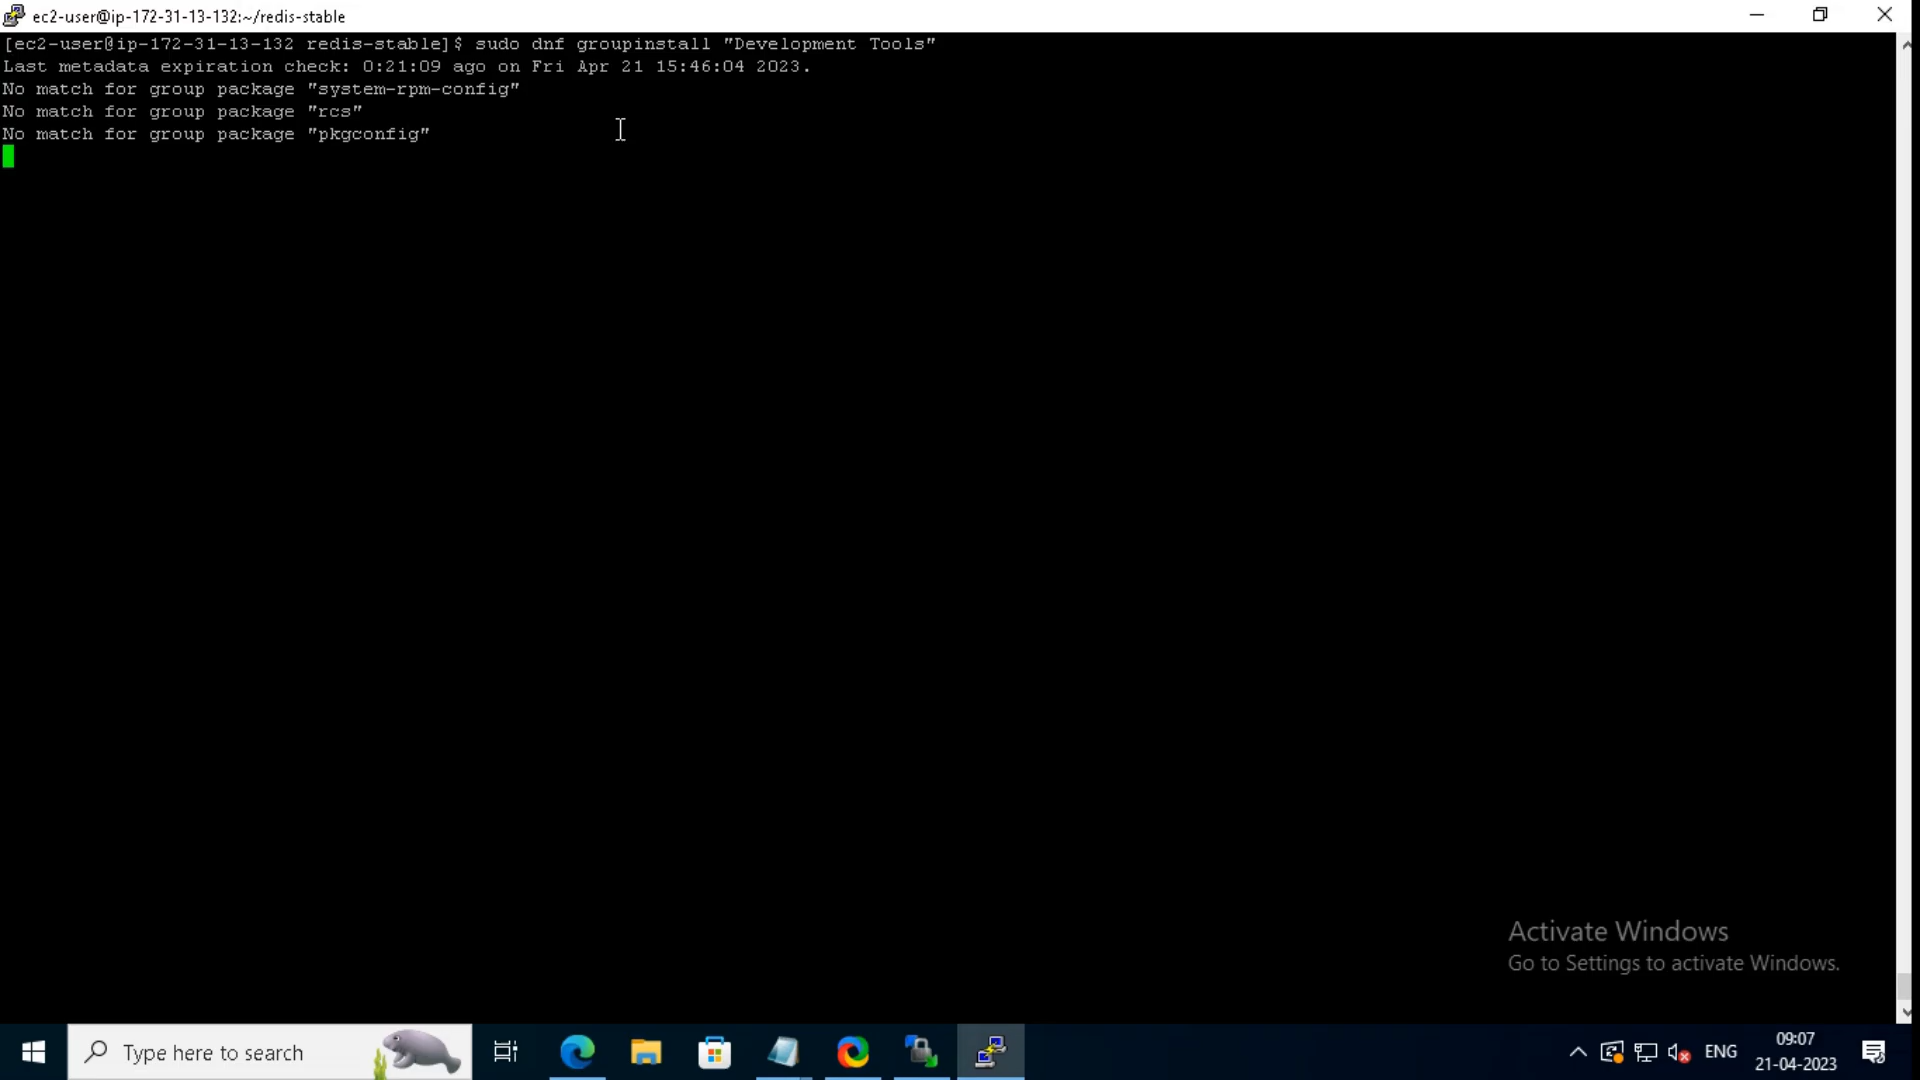 ec2-user@ip-172-31-13-132:~/redis-stable
[ec2-user@ip-172-31-13-132 redis-stable]$ sudo dnf groupinstall "Development Tools"
Last metadata expiration check: 0:21:09 ago on Fri Apr 21 15:46:04 2023.
No match for group package "system-rpm-config"
No match for group package "rcs"
No match for group package "pkgconfig"
Activate Windows
Go to Settings to activate Windows.
Type here to search
ENG
09:07
21-04-2023